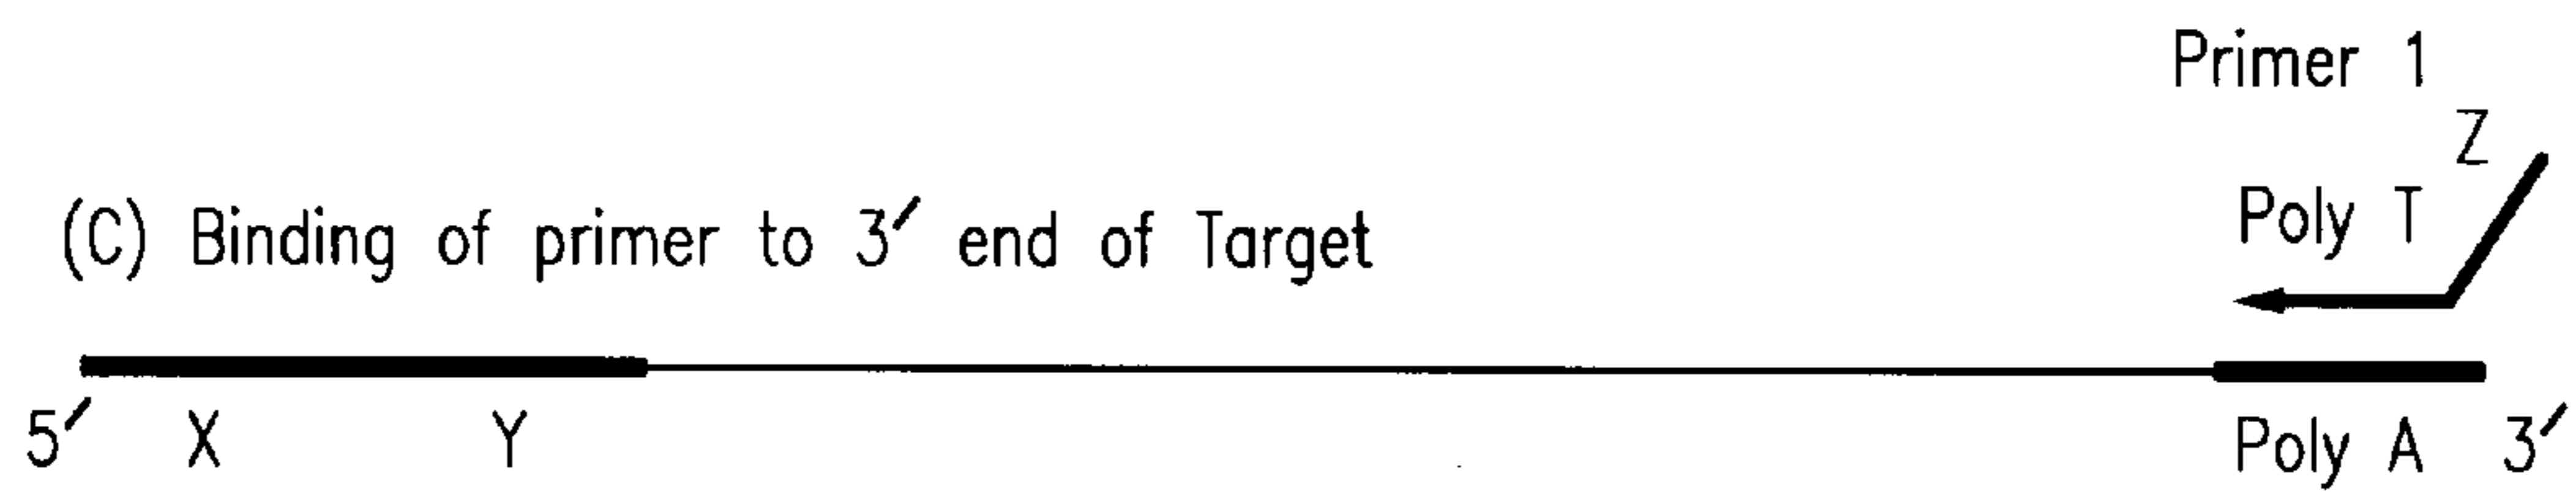 Primer 1
Z
Poly T
(C) Binding of primer to 3′ end of Target
5′ X Y Poly A 3′